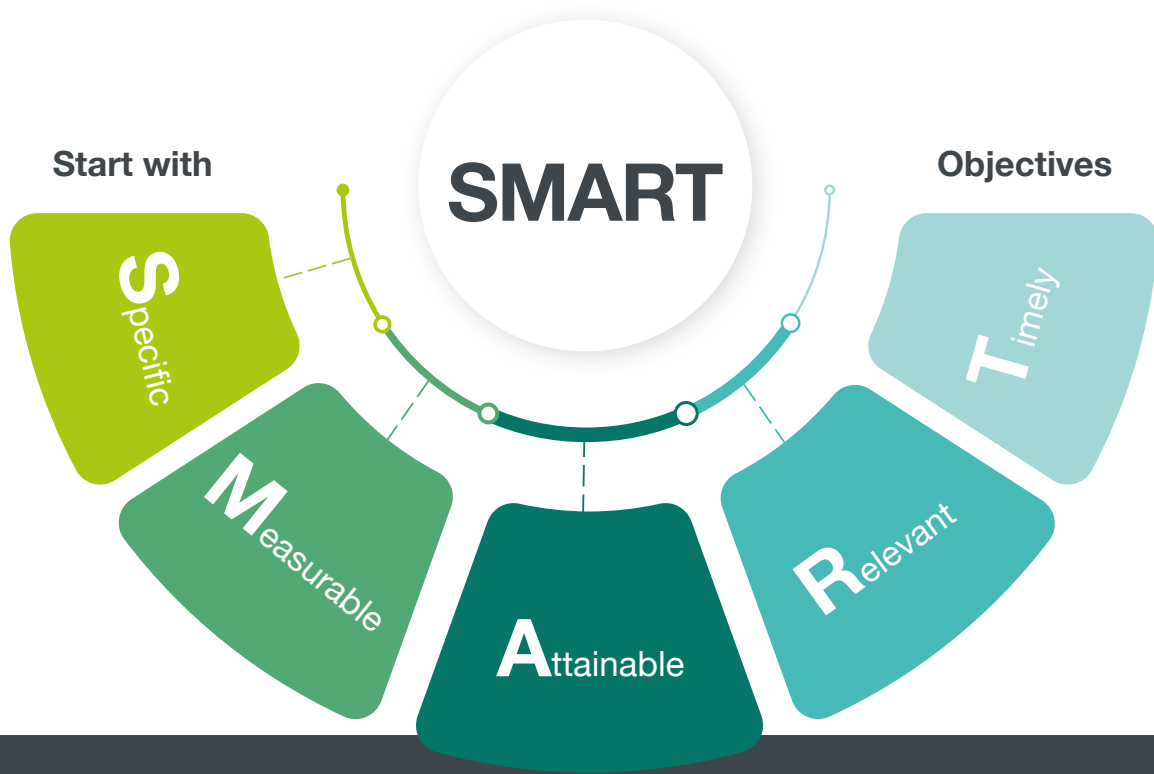 Start with
SMART
Objectives
Specific
Measurable
Attainable
Relevant
Timely